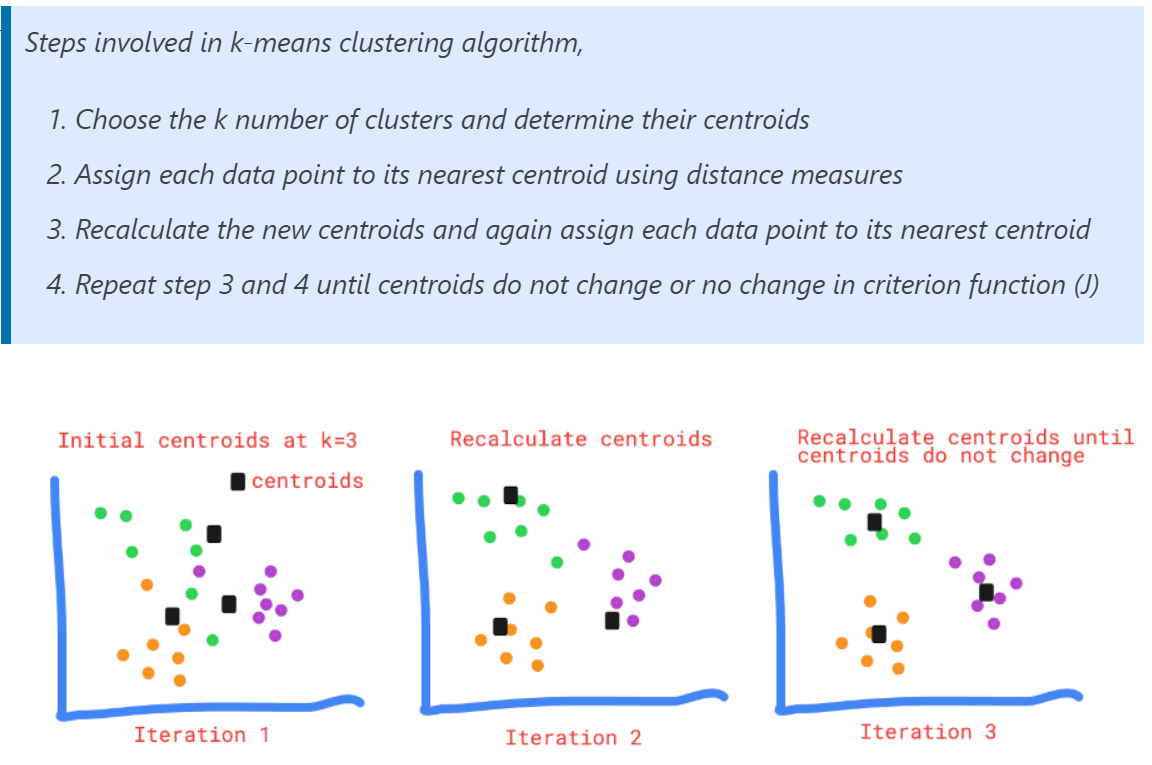 Steps involved in k-means clustering algorithm,
1. Choose the k number of clusters and determine their centroids
2. Assign each data point to its nearest centroid using distance measures
3. Recalculate the new centroids and again assign each data point to its nearest centroid
4. Repeat step 3 and 4 until centroids do not change or no change in criterion function (J)
Initial centroids at k=3
centroids
Iteration 1
Recalculate centroids
Iteration 2
Recalculate centroids until
centroids do not change
Iteration 3